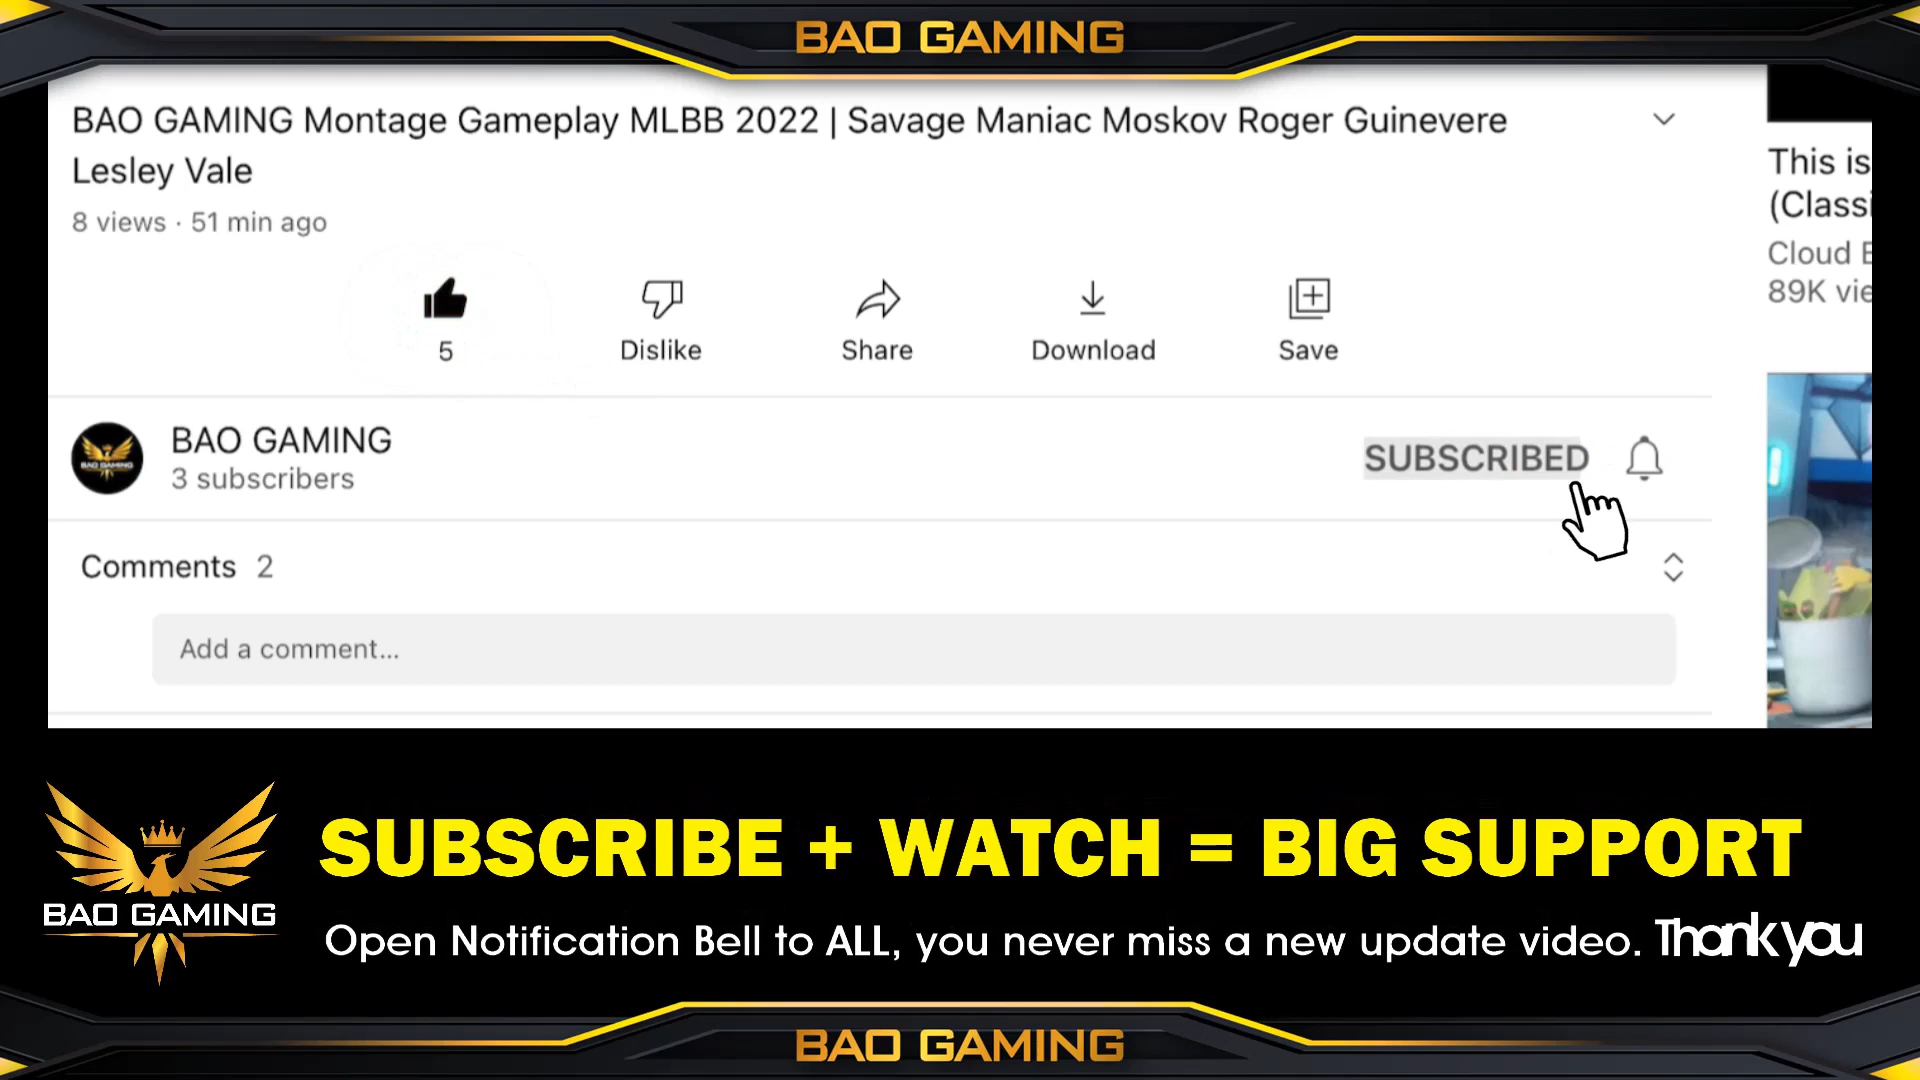 BAO GAMING
BAO GAMING Montage Gameplay MLBB 2022 | Savage Maniac Moskov Roger Guinevere
Lesley Vale
8 views · 51 min ago
5
Dislike
Share
Download
Save
BAO GAMING
BAO GAMING
3 subscribers
SUBSCRIBED
Comments 2
Add a comment...
This is
(Classi
Cloud
89K vie
BAO GAMING
SUBSCRIBE + WATCH = BIG SUPPORT
Open Notification Bell to ALL, you never miss a new update video. Thank you
BAO GAMING